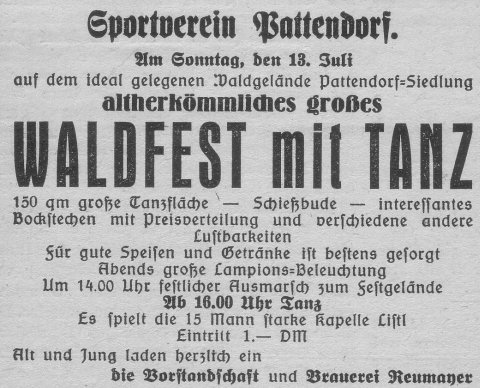 Sportverein Pattendorf.
Am Sonntag, den 13. Juli
auf dem ideal gelegenen Waldgelände Pattendorf=Siedlung
altherkömmliches großes
WALDFEST mit TANZ
150 qm große Tanzfläche — Schießbude — interessantes
Bockstechen mit Preisverteilung und verschiedene andere
Lustbarkeiten
Für gute Speisen und Getränke ist bestens gesorgt
Abends große Lampions=Beleuchtung
Um 14.00 Uhr festlicher Ausmarsch zum Festgelände
Ab 16.00 Uhr Tanz
Es spielt die 15 Mann starke Kapelle Listl
Eintritt 1.— DM
Alt und Jung laden herzlich ein
die Vorstandschaft und Brauerei Neumayer